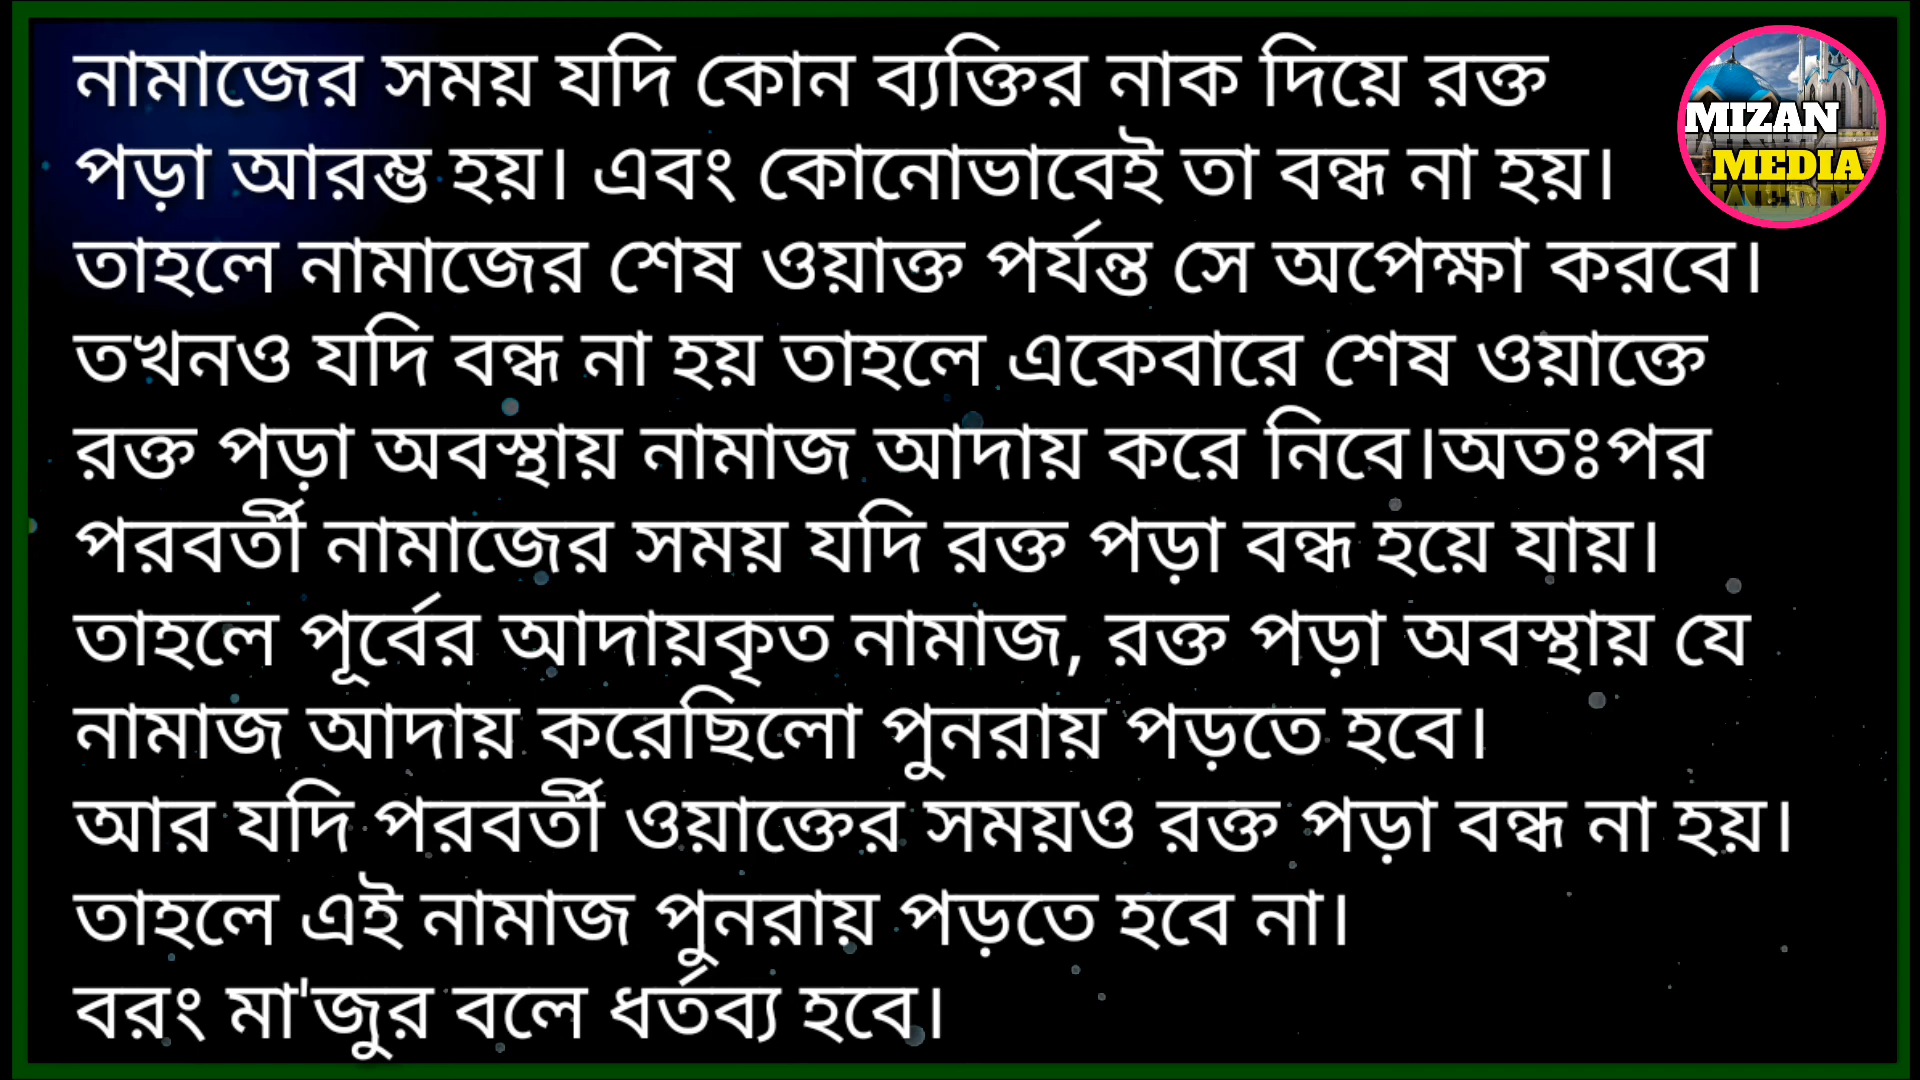 নামাজের সময় যদি কোন ব্যক্তির নাক দিয়ে রক্ত
পড়া আরম্ভ হয়। এবং কোনোভাবেই তা বন্ধ না হয়।
তাহলে নামাজের শেষ ওয়াক্ত পর্যন্ত সে অপেক্ষা করবে।
তখনও যদি বন্ধ না হয় তাহলে একেবারে শেষ ওয়াক্তে
রক্ত পড়া অবস্থায় নামাজ আদায় করে নিবে।অতঃপর
পরবর্তী নামাজের সময় যদি রক্ত পড়া বন্ধ হয়ে যায়।
তাহলে পূর্বের আদায়কৃত নামাজ, রক্ত পড়া অবস্থায় যে
নামাজ আদায় করেছিলো পুনরায় পড়তে হবে।
আর যদি পরবর্তী ওয়াক্তের সময়ও রক্ত পড়া বন্ধ না হয়।
তাহলে এই নামাজ পুনরায় পড়তে হবে না।
বরং মা'জুর বলে ধর্তব্য হবে।
MIZAN
MEDIA